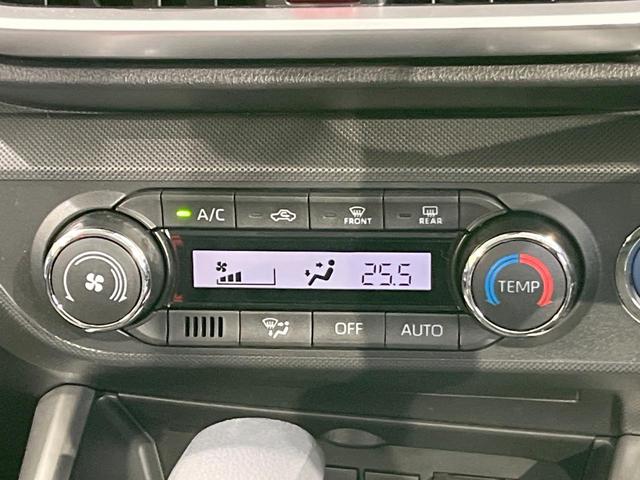 A/C FRONT REAR
25.5 TEMP
OFF AUTO